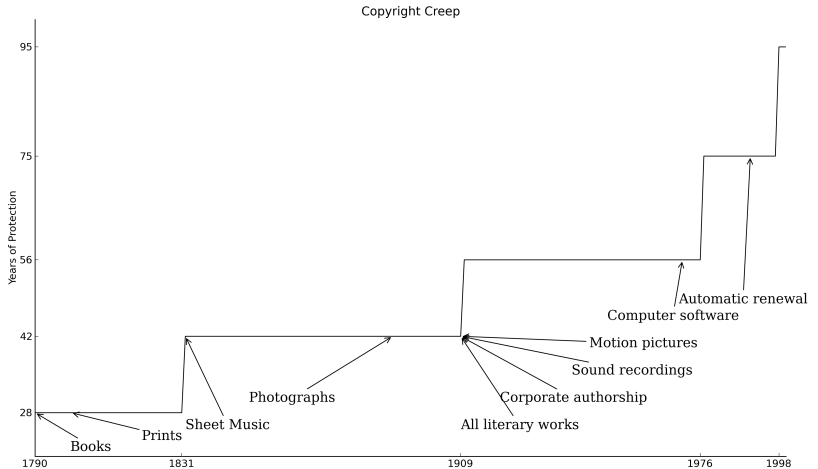 Copyright Creep
Years of Protection
95
75
56
42
28
Automatic renewal
Computer software
Motion pictures
Sound recordings
Photographs
Corporate authorship
Sheet Music
All literary works
Prints
Books
1790
1831
1909
1976
1998